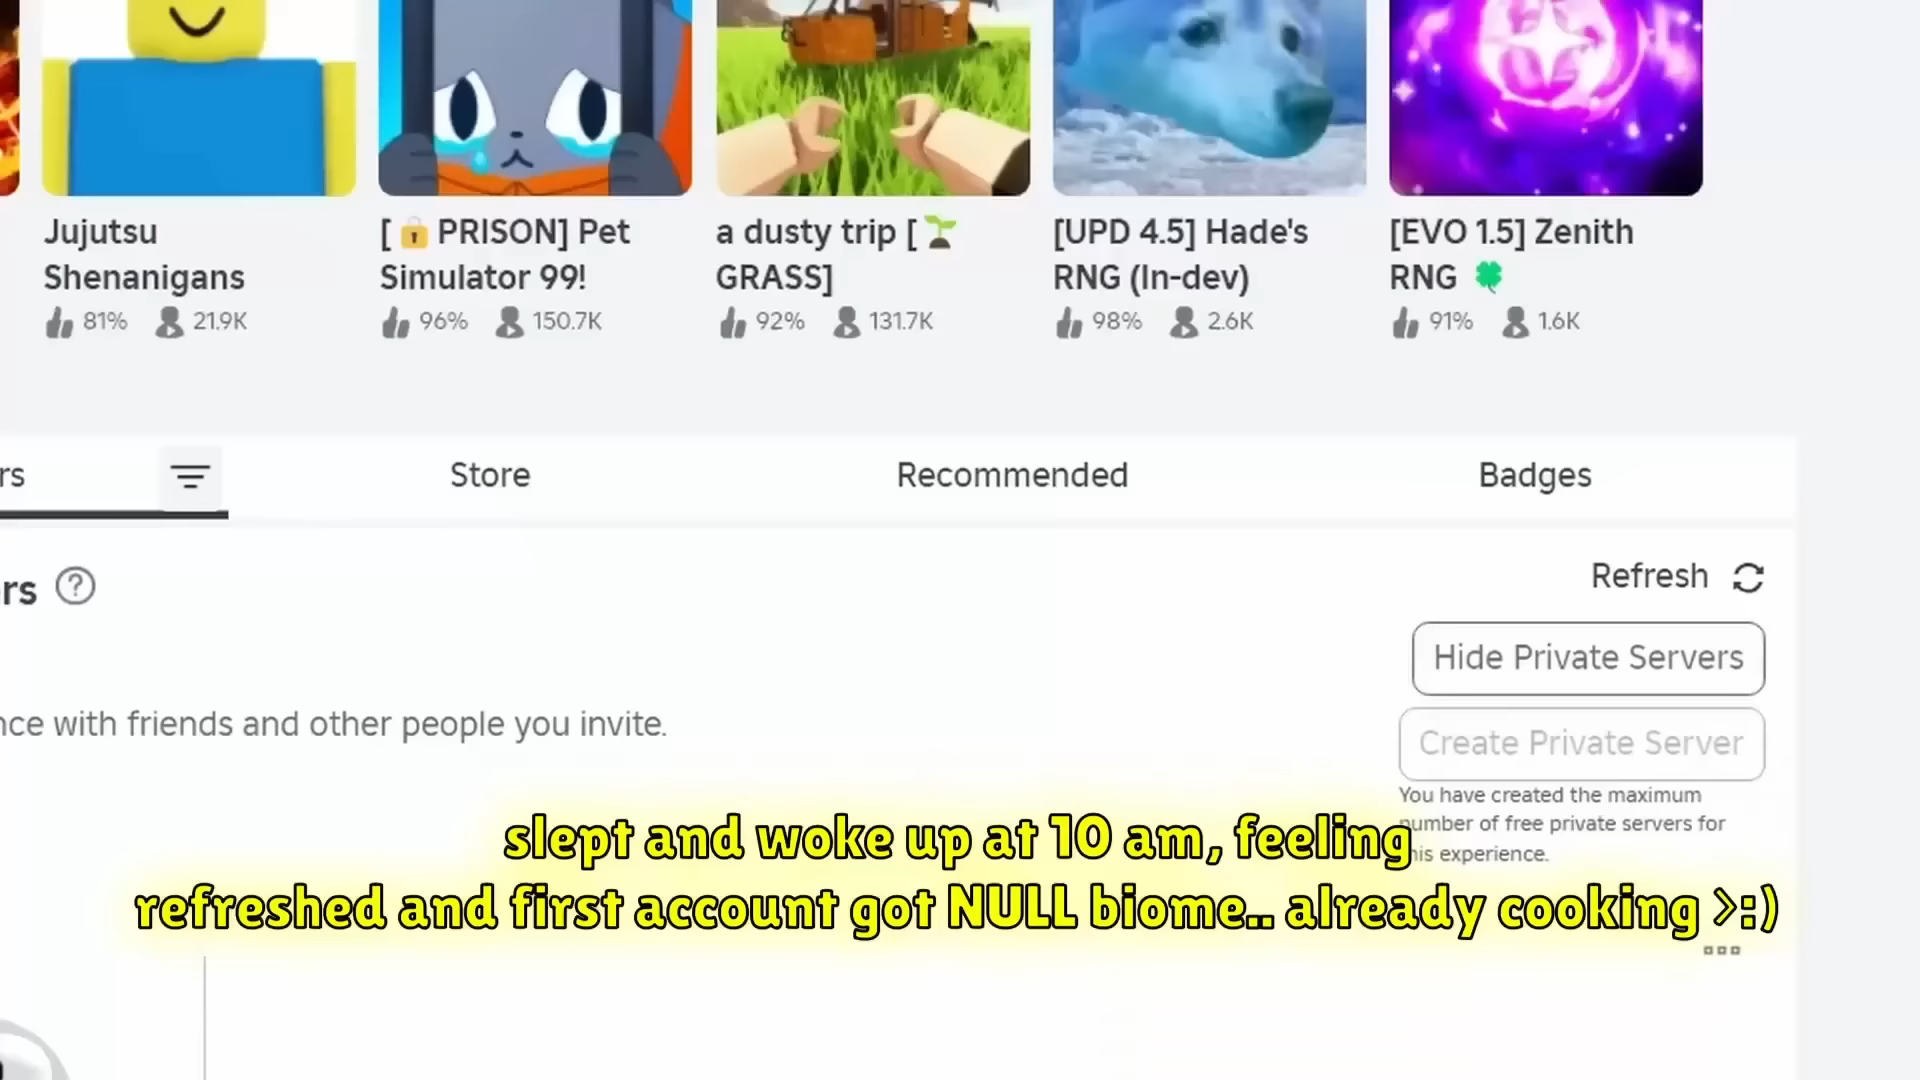 Jujutsu
Shenanigans
81% 21.9K
[🔒 PRISON] Pet
Simulator 99!
96% 150.7K
a dusty trip [🌱
GRASS]
92% 131.7K
[UPD 4.5] Hade's
RNG (In-dev)
98% 2.6K
[EVO 1.5] Zenith
RNG 🍀
91% 1.6K
rs Store Recommended Badges
rs
Refresh
Hide Private Servers
nce with friends and other people you invite.
Create Private Server
You have created the maximum
number of free private servers for
this experience.
slept and woke up at 10 am, feeling
refreshed and first account got NULL biome.. already cooking >:)